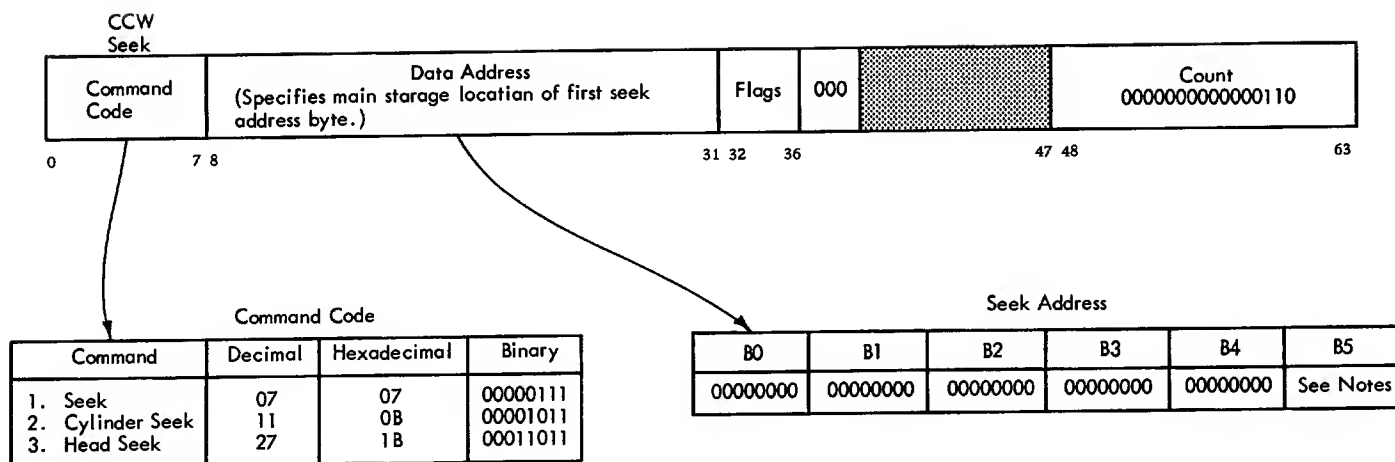 CCW
Seek
Command
Code
Data Address
(Specifies main starage locatian of first seek
address byte.)
Flags
000
Count
0000000000000110
0
7 8
31 32
36
47 48
63
Command Code
Command Decimal Hexadecimal Binary
1. Seek 07 07 00000111
2. Cylinder Seek 11 0B 00001011
3. Head Seek 27 1B 00011011
Seek Address
B0 B1 B2 B3 B4 B5
00000000 00000000 00000000 00000000 00000000 See Notes